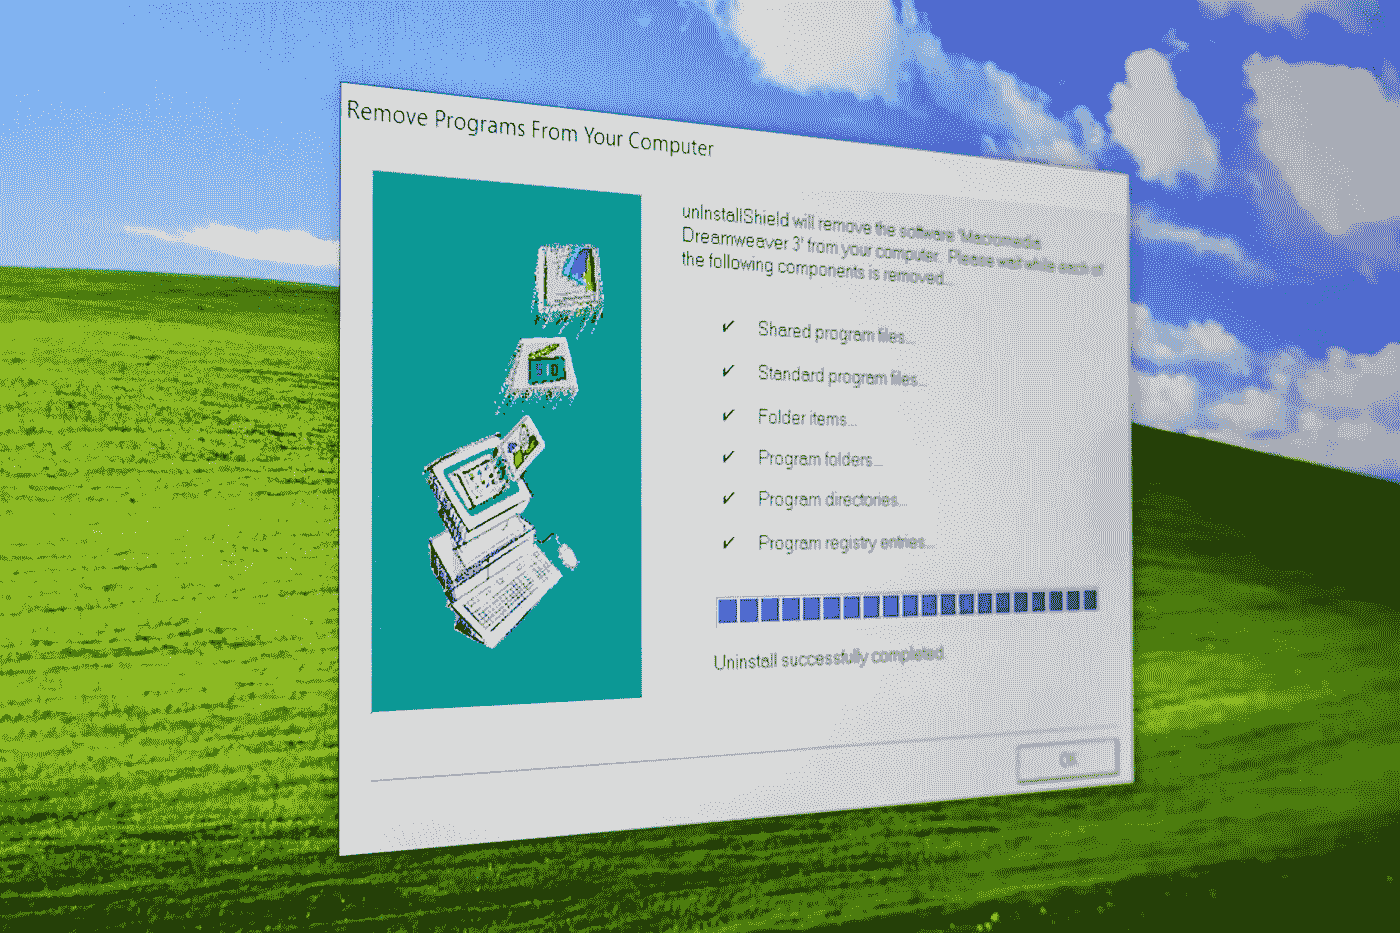 Remove Programs From Your Computer
unInstallShield will remove the software 'Macromedia
Dreamweaver 3' from your computer. Please wait while each of
the following components is removed...
✓ Shared program files...
✓ Standard program files...
✓ Folder items...
✓ Program folders...
✓ Program directories...
✓ Program registry entries...
Uninstall successfully completed.
OK